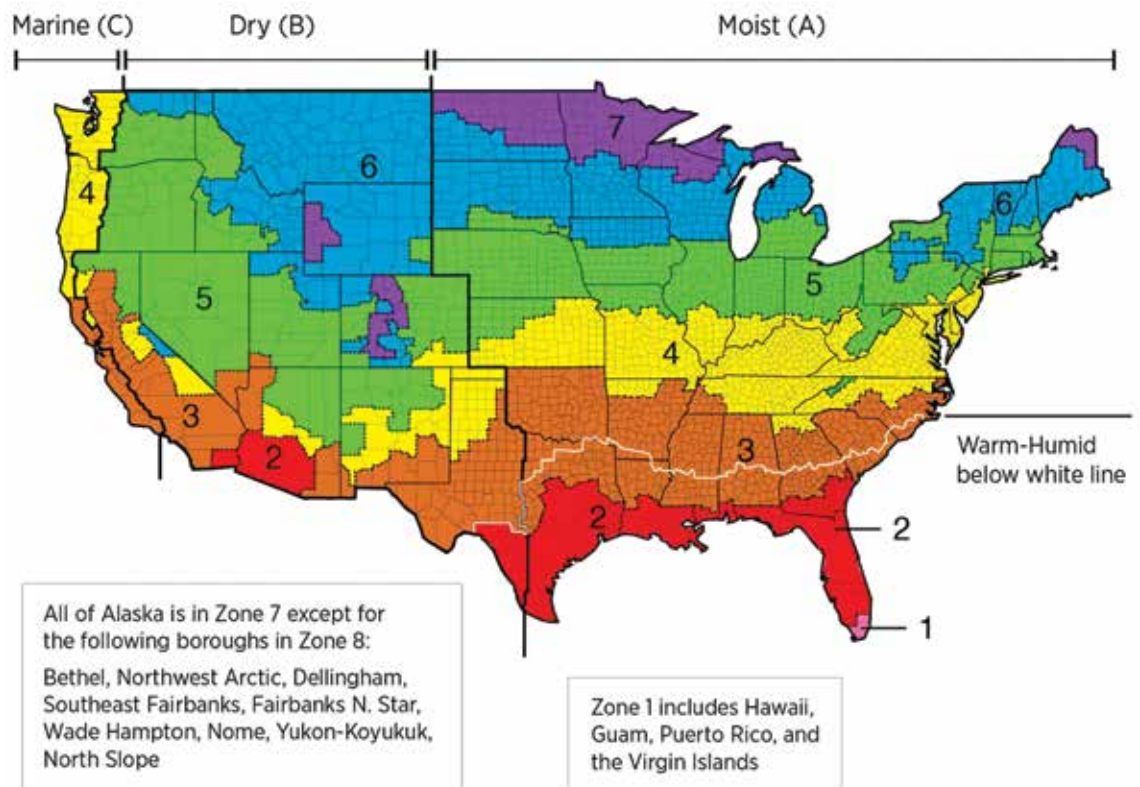 Marine (C)
Dry (B)
Moist (A)
7
6
6
4
5
5
4
3
3
Warm-Humid
below white line
2
2
2
1
All of Alaska is in Zone 7 except for
the following boroughs in Zone 8:
Bethel, Northwest Arctic, Dellingham,
Southeast Fairbanks, Fairbanks N. Star,
Wade Hampton, Nome, Yukon-Koyukuk,
North Slope
Zone 1 includes Hawaii,
Guam, Puerto Rico, and
the Virgin Islands